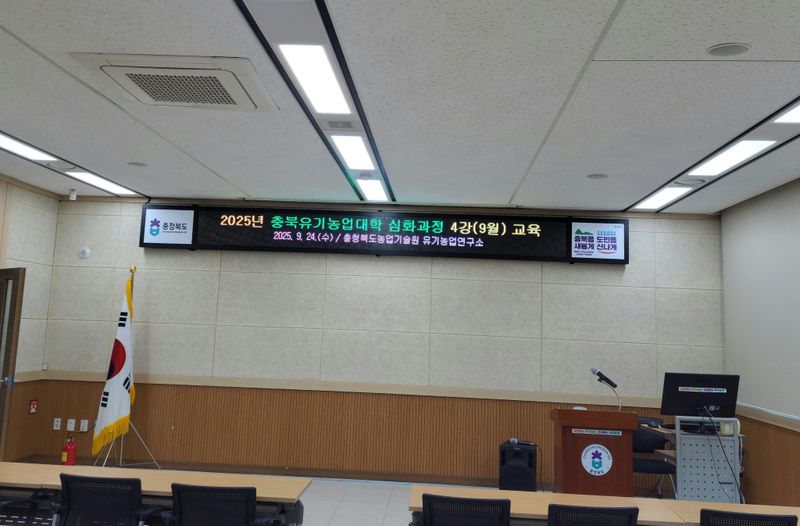 충청북도
2025년 충북유기농업대학 심화과정 4강(9월) 교육
2025. 9. 24.(수) / 충청북도농업기술원 유기농업연구소
충북을 도민을
새롭게 신나게